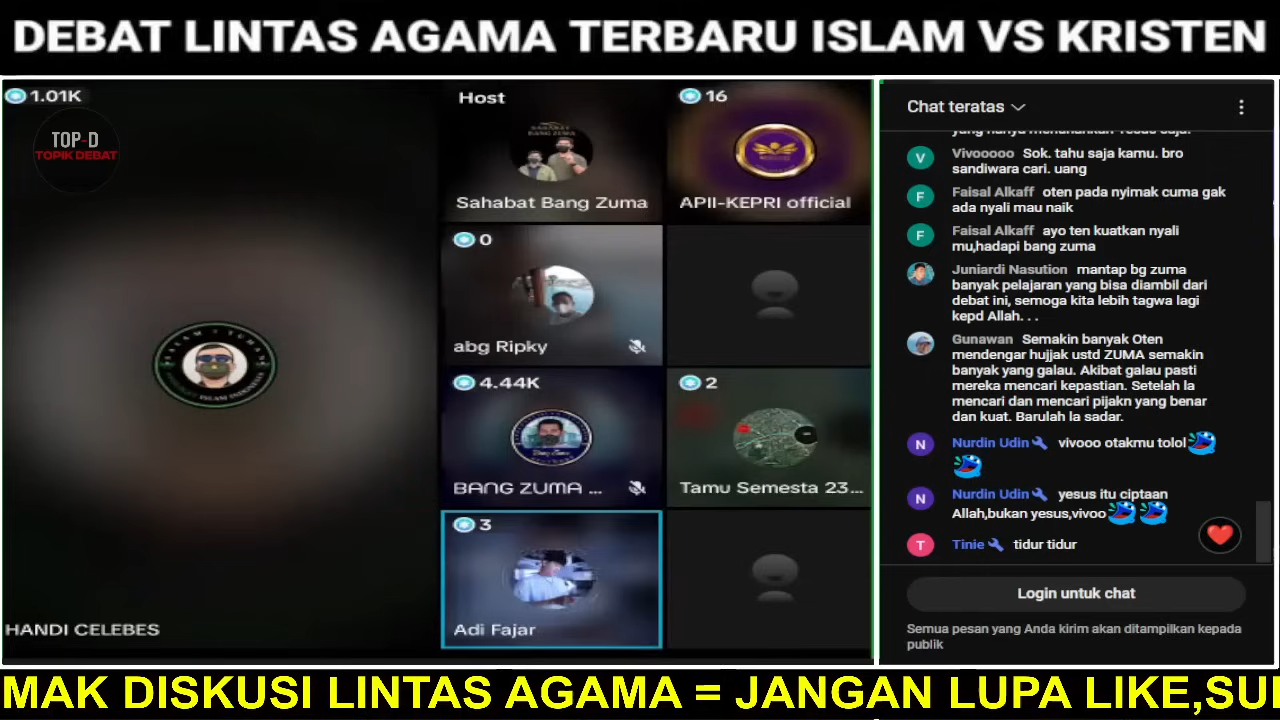 DEBAT LINTAS AGAMA TERBARU ISLAM VS KRISTEN
1.01K
TOP-D
TOPIK DEBAT
HANDI CELEBES
Host
Sahabat Bang Zuma
16
APII-KEPRI official
0
abg Ripky
4.44K
BANG ZUMA ...
2
Tamu Semesta 23...
3
Adi Fajar
Chat teratas
yang hanya menuhankan Yesus saja.
Vivooooo Sok. tahu saja kamu. bro
sandiwara cari. uang
Faisal Alkaff oten pada nyimak cuma gak
ada nyali mau naik
Faisal Alkaff ayo ten kuatkan nyali
mu,hadapi bang zuma
Juniardi Nasution mantap bg zuma
banyak pelajaran yang bisa diambil dari
debat ini, semoga kita lebih tagwa lagi
kepd Allah. . .
Gunawan Semakin banyak Oten
mendengar hujjak ustd ZUMA semakin
banyak yang galau. Akibat galau pasti
mereka mencari kepastian. Setelah Ia
mencari dan mencari pijakn yang benar
dan kuat. Barulah Ia sadar.
Nurdin Udin vivooo otakmu tolol
Nurdin Udin yesus itu ciptaan
Allah,bukan yesus,vivoo
Tinie tidur tidur
Login untuk chat
Semua pesan yang Anda kirim akan ditampilkan kepada
publik
MAK DISKUSI LINTAS AGAMA = JANGAN LUPA LIKE,SU